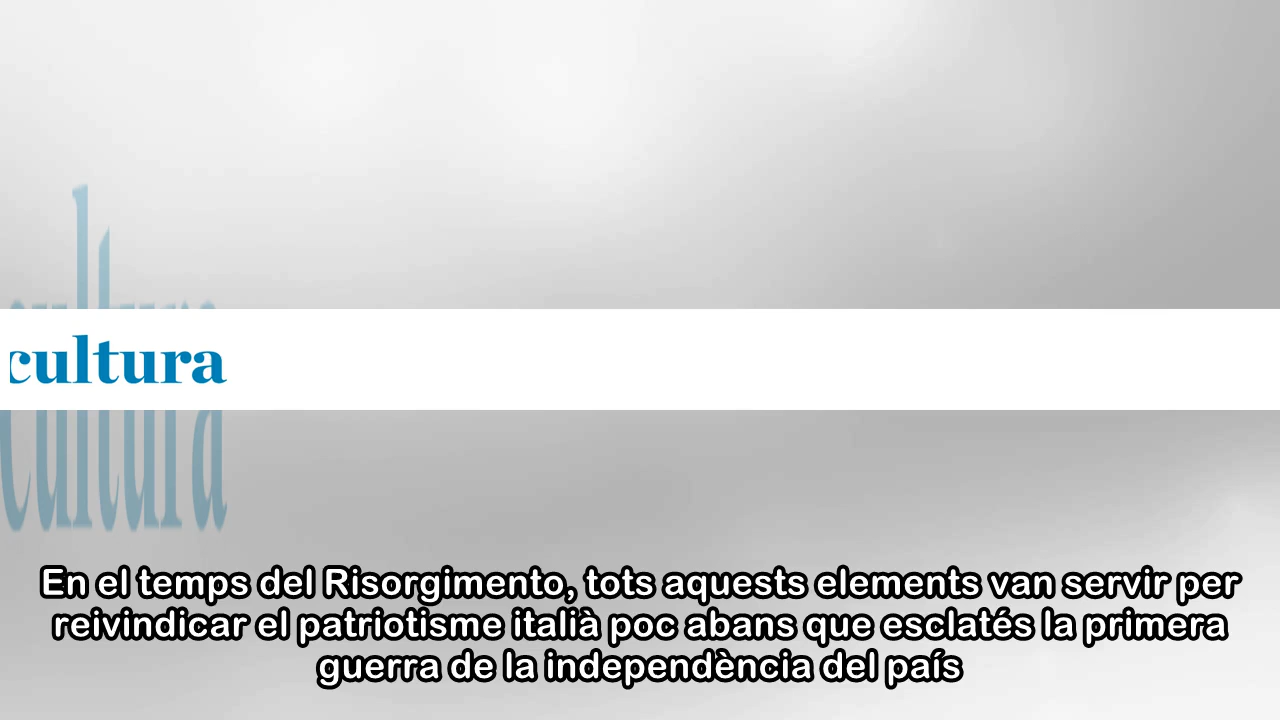 cultura
En el temps del Risorgimento, tots aquests elements van servir per
reivindicar el patriotisme italià poc abans que esclatés la primera
guerra de la independència del país